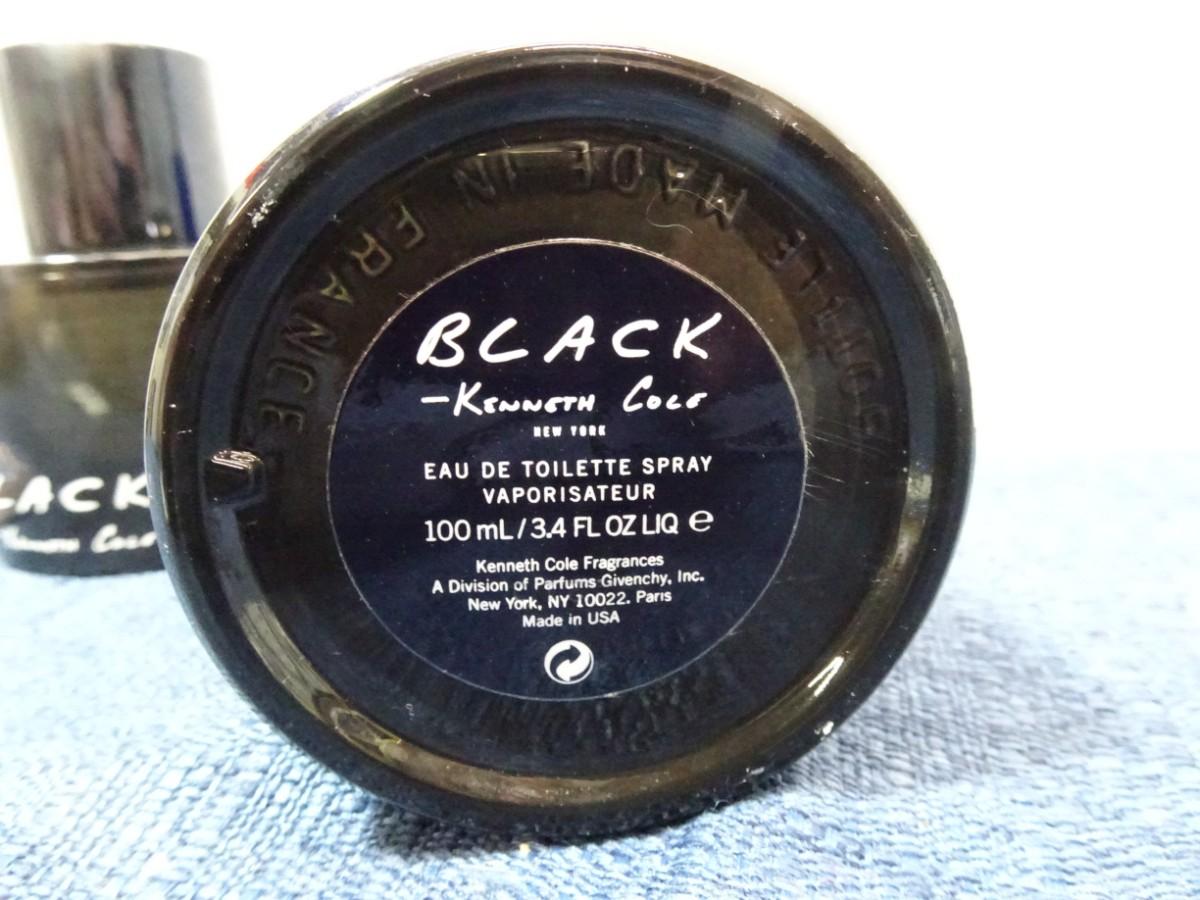 BOTTLE MADE IN FRANCE
BLACK
–KENNETH COLE
NEW YORK
EAU DE TOILETTE SPRAY
VAPORISATEUR
100 mL / 3.4 FL OZ LIQ ℮
Kenneth Cole Fragrances
A Division of Parfums Givenchy, Inc.
New York, NY 10022. Paris
Made in USA
LACK
Kenneth Cole